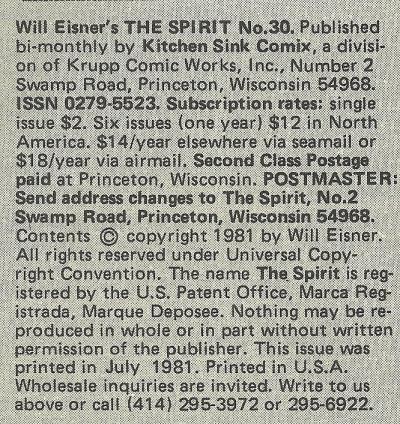 Will Eisner's THE SPIRIT No.30. Published
bi-monthly by Kitchen Sink Comix, a divisi-
on of Krupp Comic Works, Inc., Number 2
Swamp Road, Princeton, Wisconsin 54968.
ISSN 0279-5523. Subscription rates: single
issue $2. Six issues (one year) $12 in North
America. $14/year elsewhere via seamail or
$18/year via airmail. Second Class Postage
paid at Princeton, Wisconsin. POSTMASTER:
Send address changes to The Spirit, No.2
Swamp Road, Princeton, Wisconsin 54968.
Contents © copyright 1981 by Will Eisner.
All rights reserved under Universal Copy-
right Convention. The name The Spirit is reg-
istered by the U.S. Patent Office, Marca Reg-
istrada, Marque Deposee. Nothing may be re-
produced in whole or in part without written
permission of the publisher. This issue was
printed in July 1981. Printed in U.S.A.
Wholesale inquiries are invited. Write to us
above or call (414) 295-3972 or 295-6922.